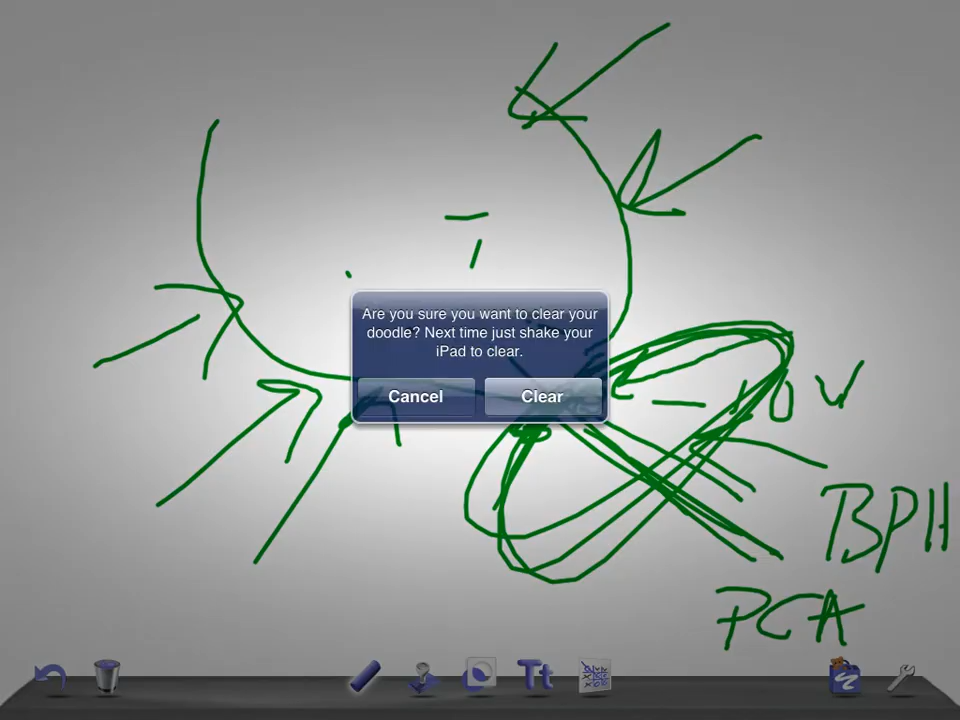 Are you sure you want to clear your
doodle? Next time just shake your
iPad to clear.
Cancel
Clear
BPH
PCA
Tt